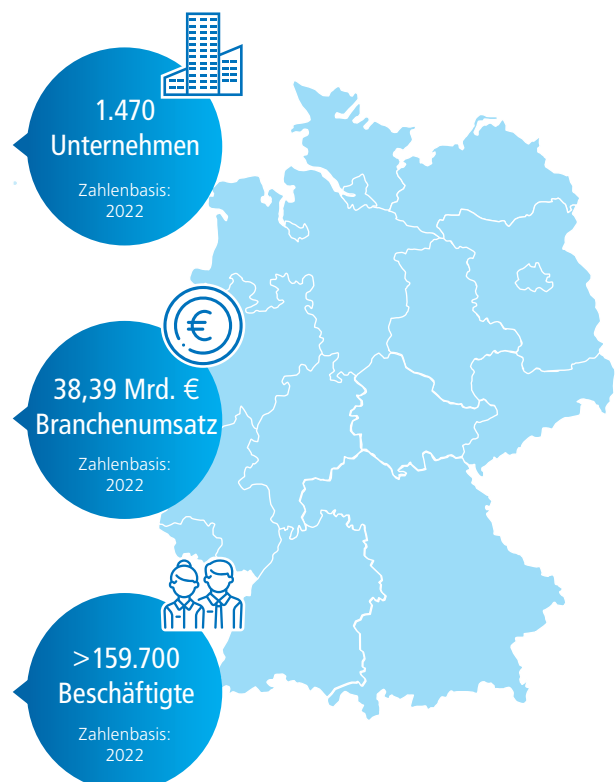 1.470
Unternehmen
Zahlenbasis:
2022
€
38,39 Mrd. €
Branchenumsatz
Zahlenbasis:
2022
>159.700
Beschäftigte
Zahlenbasis:
2022